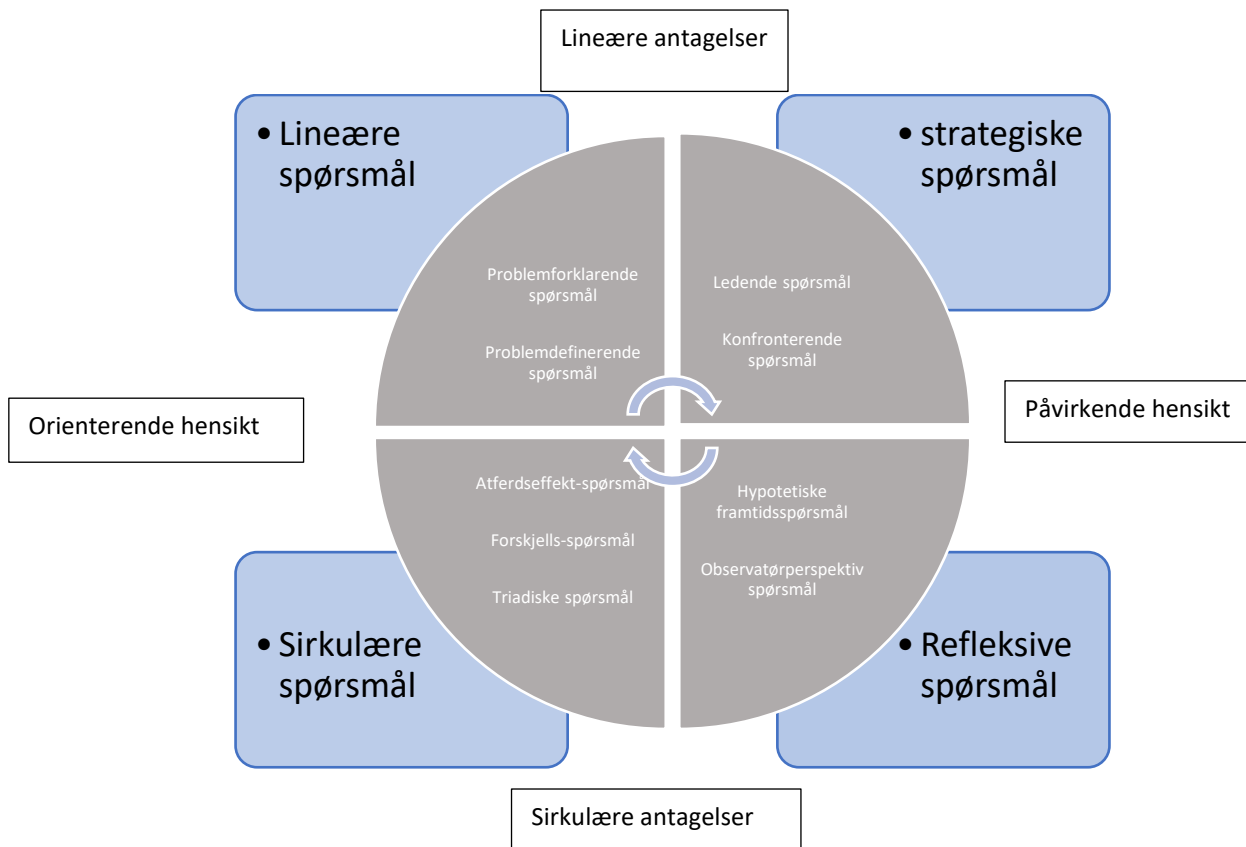 Lineære antagelser
• Lineære
spørsmål
• strategiske
spørsmål
Problemforklarende
spørsmål
Problemdefinerende
spørsmål
Ledende spørsmål
Konfronterende
spørsmål
Orienterende hensikt
Påvirkende hensikt
Atferdseffekt-spørsmål
Forskjells-spørsmål
Triadiske spørsmål
Hypotetiske
framtidsspørsmål
Observatørperspektiv
spørsmål
• Sirkulære
spørsmål
• Refleksive
spørsmål
Sirkulære antagelser